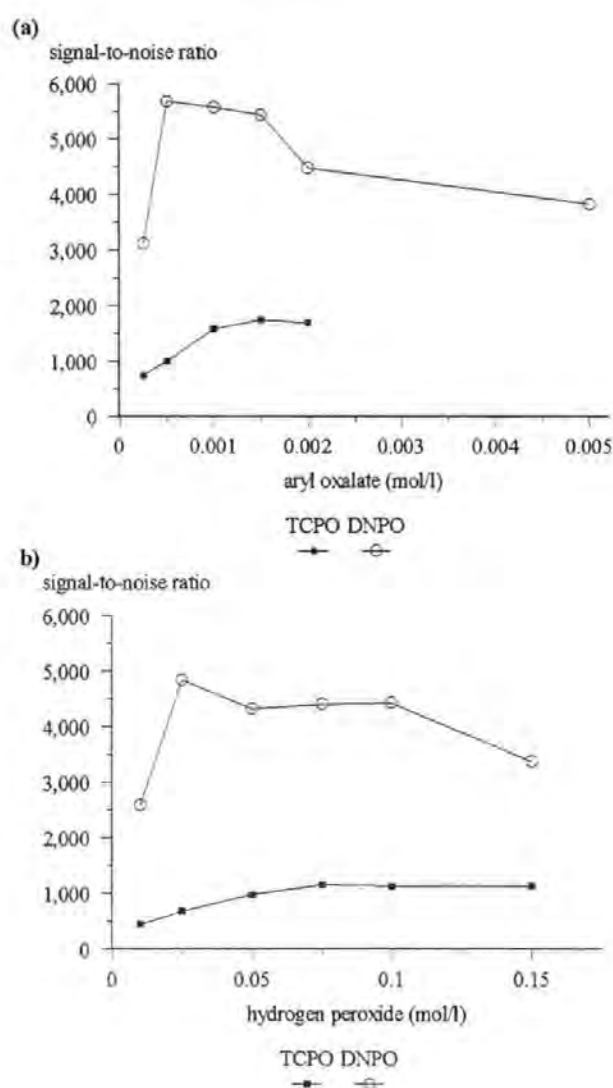 (a)
signal-to-noise ratio
6,000
5,000
4,000
3,000
2,000
1,000
0
0 0.001 0.002 0.003 0.004 0.005
aryl oxalate (mol/l)
TCPO DNPO
b)
signal-to-noise ratio
6,000
5,000
4,000
3,000
2,000
1,000
0
0 0.05 0.1 0.15
hydrogen peroxide (mol/l)
TCPO DNPO